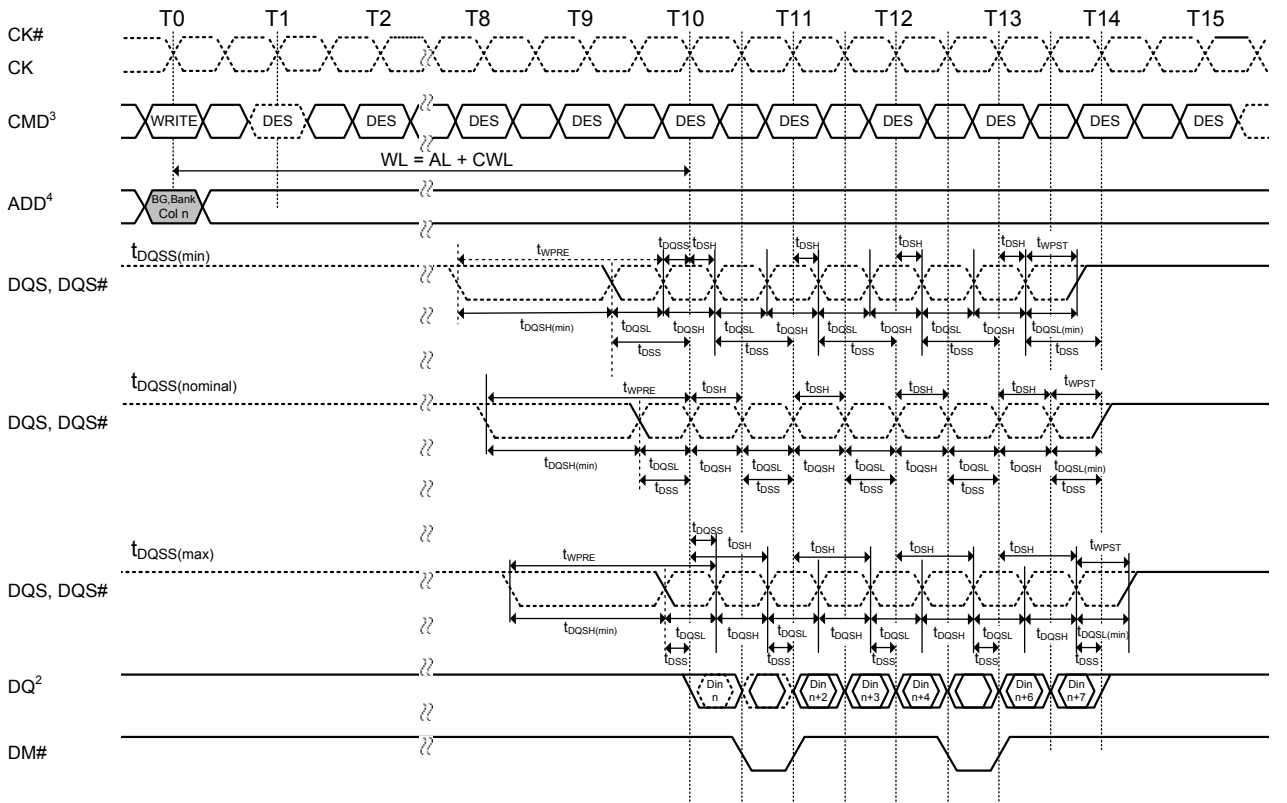 T0 T1 T2 T8 T9 T10 T11 T12 T13 T14 T15
CK#
CK
CMD3 WRITE DES DES DES DES DES DES DES DES DES DES
WL = AL + CWL
ADD4 BG,Bank
Col n
tDQSS(min) tWPRE tDQSS tDSH tDSH tDSH tDSH tWPST
DQS, DQS#
tDQSH(min) tDQSL tDQSH tDQSL tDQSH tDQSL tDQSH tDQSL tDQSH tDQSL(min)
tDSS tDSS tDSS tDSS tDSS
tDQSS(nominal) tWPRE tDSH tDSH tDSH tDSH tWPST
DQS, DQS#
tDQSH(min) tDQSL tDQSH tDQSL tDQSH tDQSL tDQSH tDQSL tDQSH tDQSL(min)
tDSS tDSS tDSS tDSS tDSS
tDQSS
tDQSS(max) tWPRE tDSH tDSH tDSH tDSH tWPST
DQS, DQS#
tDQSH(min) tDQSL tDQSH tDQSL tDQSH tDQSL tDQSH tDQSL tDQSH tDQSL(min)
tDSS tDSS tDSS tDSS tDSS
DQ2 Din
n Din
n+2 Din
n+3 Din
n+4 Din
n+6 Din
n+7
DM#